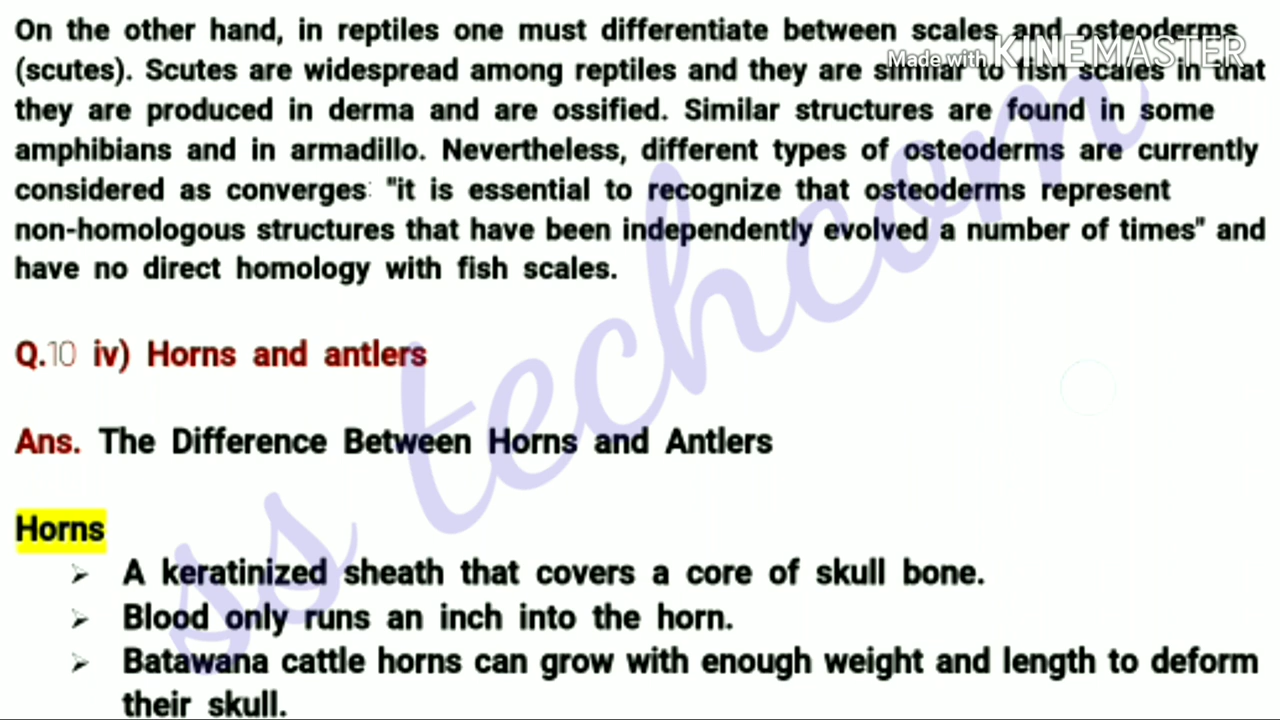 On the other hand, in reptiles one must differentiate between scales and osteoderms
Made with KINEMASTER
(scutes). Scutes are widespread among reptiles and they are similar to fish scales in that
they are produced in derma and are ossified. Similar structures are found in some
amphibians and in armadillo. Nevertheless, different types of osteoderms are currently
considered as converges: "it is essential to recognize that osteoderms represent
non-homologous structures that have been independently evolved a number of times" and
have no direct homology with fish scales.
Q.10 iv) Horns and antlers
Ans. The Difference Between Horns and Antlers
Horns
➢ A keratinized sheath that covers a core of skull bone.
➢ Blood only runs an inch into the horn.
➢ Batawana cattle horns can grow with enough weight and length to deform
their skull.
ss techcom